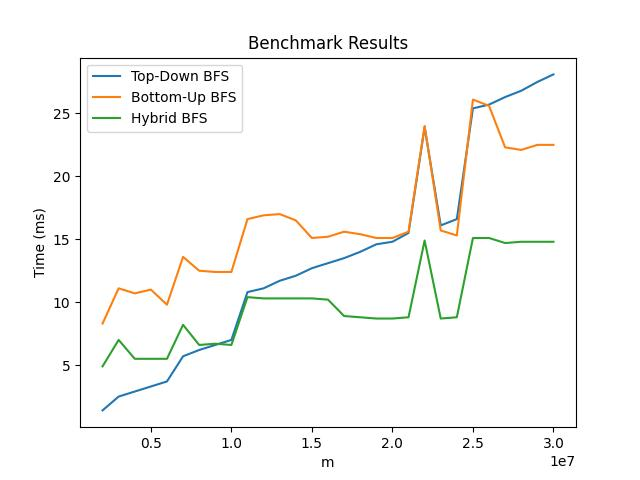 Benchmark Results
Top-Down BFS
Bottom-Up BFS
Hybrid BFS
Time (ms)
25
20
15
10
5
0.5 1.0 1.5 2.0 2.5 3.0
1e7
m